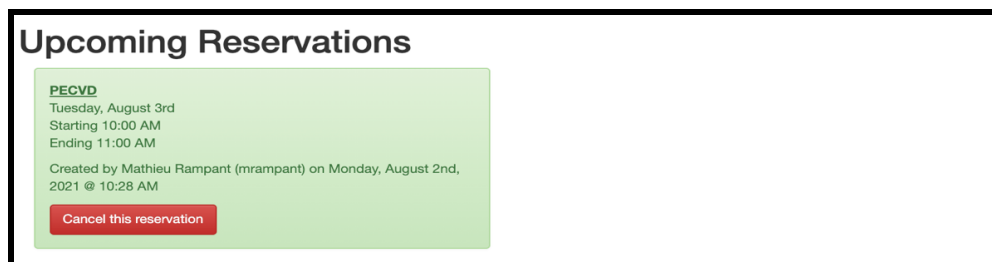 Upcoming Reservations
PECVD
Tuesday, August 3rd
Starting 10:00 AM
Ending 11:00 AM
Created by Mathieu Rampant (mrampant) on Monday, August 2nd,
2021 @ 10:28 AM
Cancel this reservation